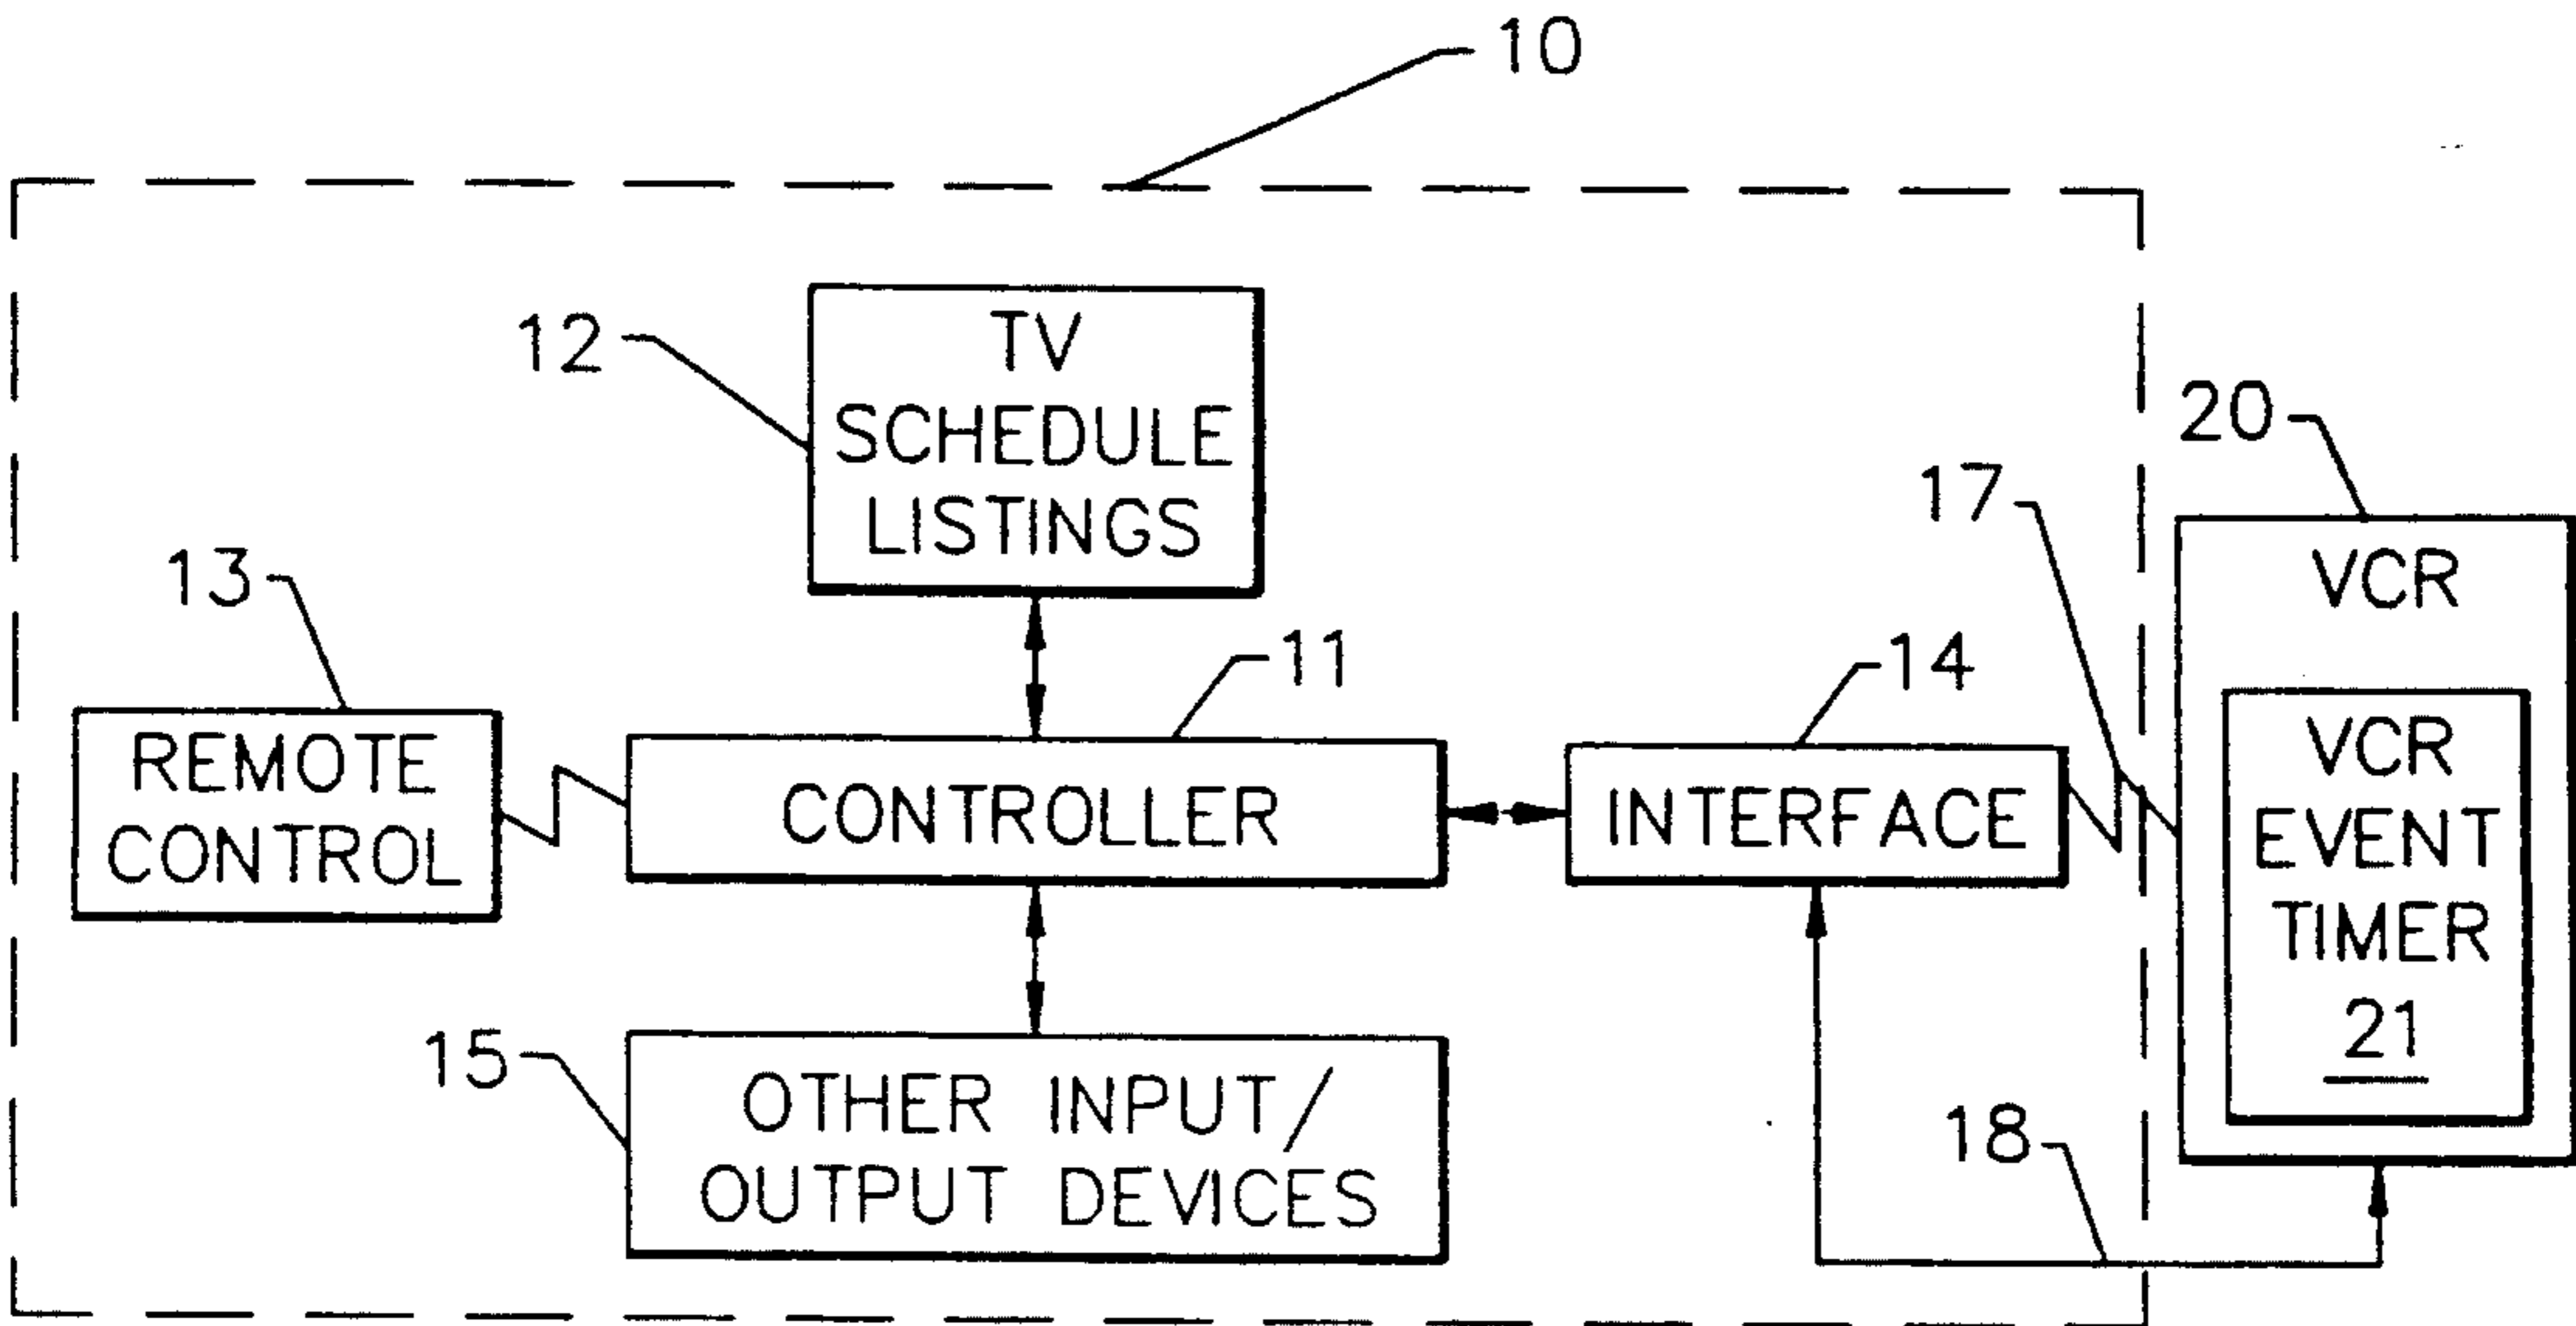 10
12
TV
SCHEDULE
LISTINGS
20
17
VCR
13
11
14
REMOTE
CONTROL
CONTROLLER
INTERFACE
VCR
EVENT
TIMER
21
15
OTHER INPUT/
OUTPUT DEVICES
18